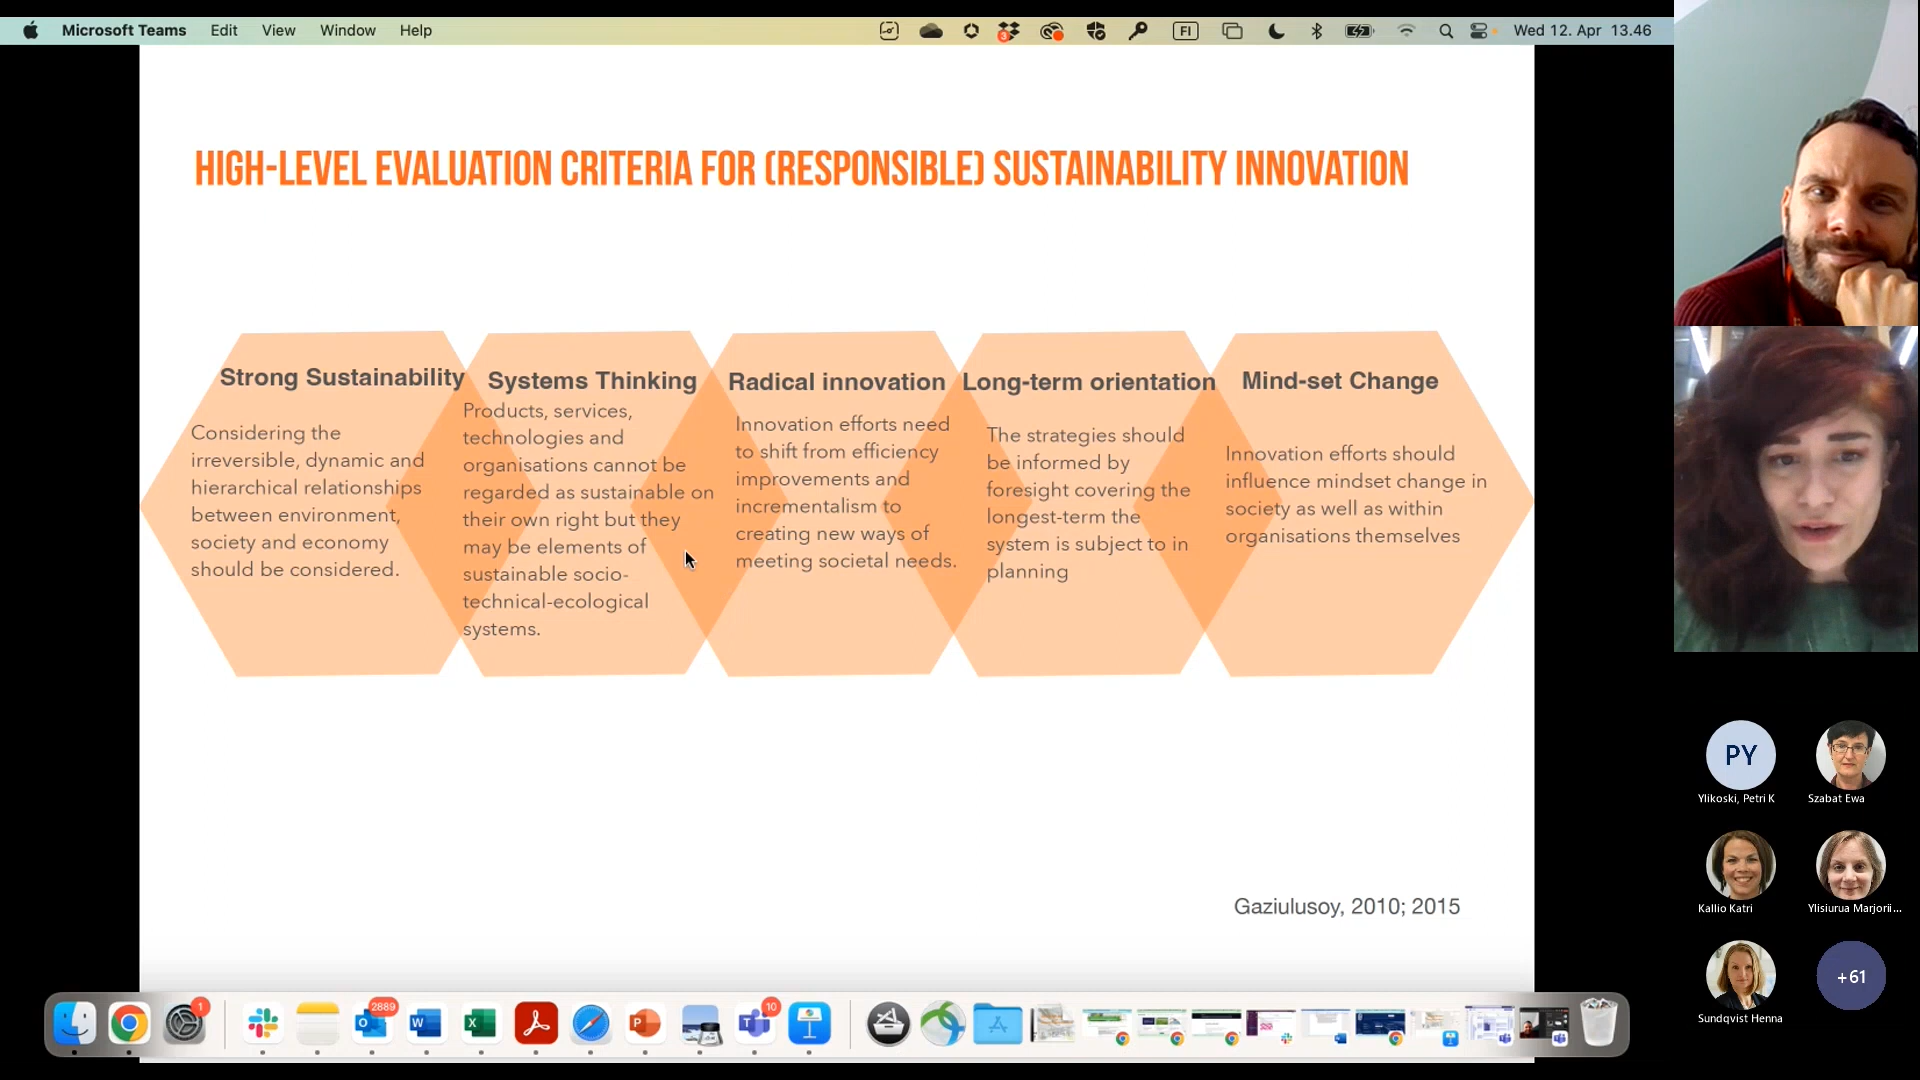 Microsoft Teams Edit View Window Help
3 FI Wed 12. Apr 13.46
HIGH-LEVEL EVALUATION CRITERIA FOR (RESPONSIBLE) SUSTAINABILITY INNOVATION
Strong Sustainability
Considering the
irreversible, dynamic and
hierarchical relationships
between environment,
society and economy
should be considered.
Systems Thinking
Products, services,
technologies and
organisations cannot be
regarded as sustainable on
their own right but they
may be elements of
sustainable socio-
technical-ecological
systems.
Radical innovation
Innovation efforts need
to shift from efficiency
improvements and
incrementalism to
creating new ways of
meeting societal needs.
Long-term orientation
The strategies should
be informed by
foresight covering the
longest-term the
system is subject to in
planning
Mind-set Change
Innovation efforts should
influence mindset change in
society as well as within
organisations themselves
Gaziulusoy, 2010; 2015
PY
Ylikoski, Petri K
Szabat Ewa
Kallio Katri
Ylisiurua Marjorii...
Sundqvist Henna
+61
1
2889
10